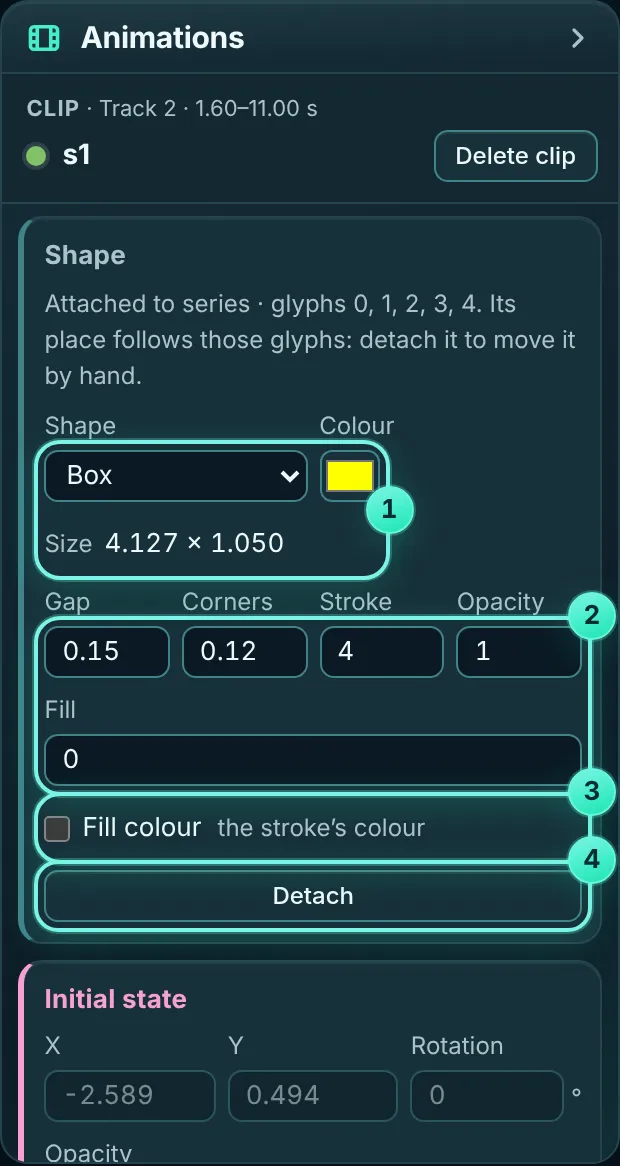 Animations
CLIP · Track 2 · 1.60–11.00 s
s1
Delete clip
Shape
Attached to series · glyphs 0, 1, 2, 3, 4. Its
place follows those glyphs: detach it to move it
by hand.
Shape Colour
Box
1
Size 4.127 × 1.050
Gap Corners Stroke Opacity
2
0.15 0.12 4 1
Fill
0
3
Fill colour the stroke’s colour
4
Detach
Initial state
X Y Rotation
-2.589 0.494 0 °
Opacity